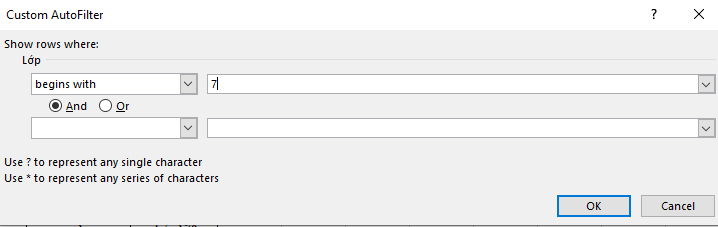 Custom AutoFilter ? ×
Show rows where:
Lớp
begins with 7
And Or
Use ? to represent any single character
Use * to represent any series of characters
OK Cancel